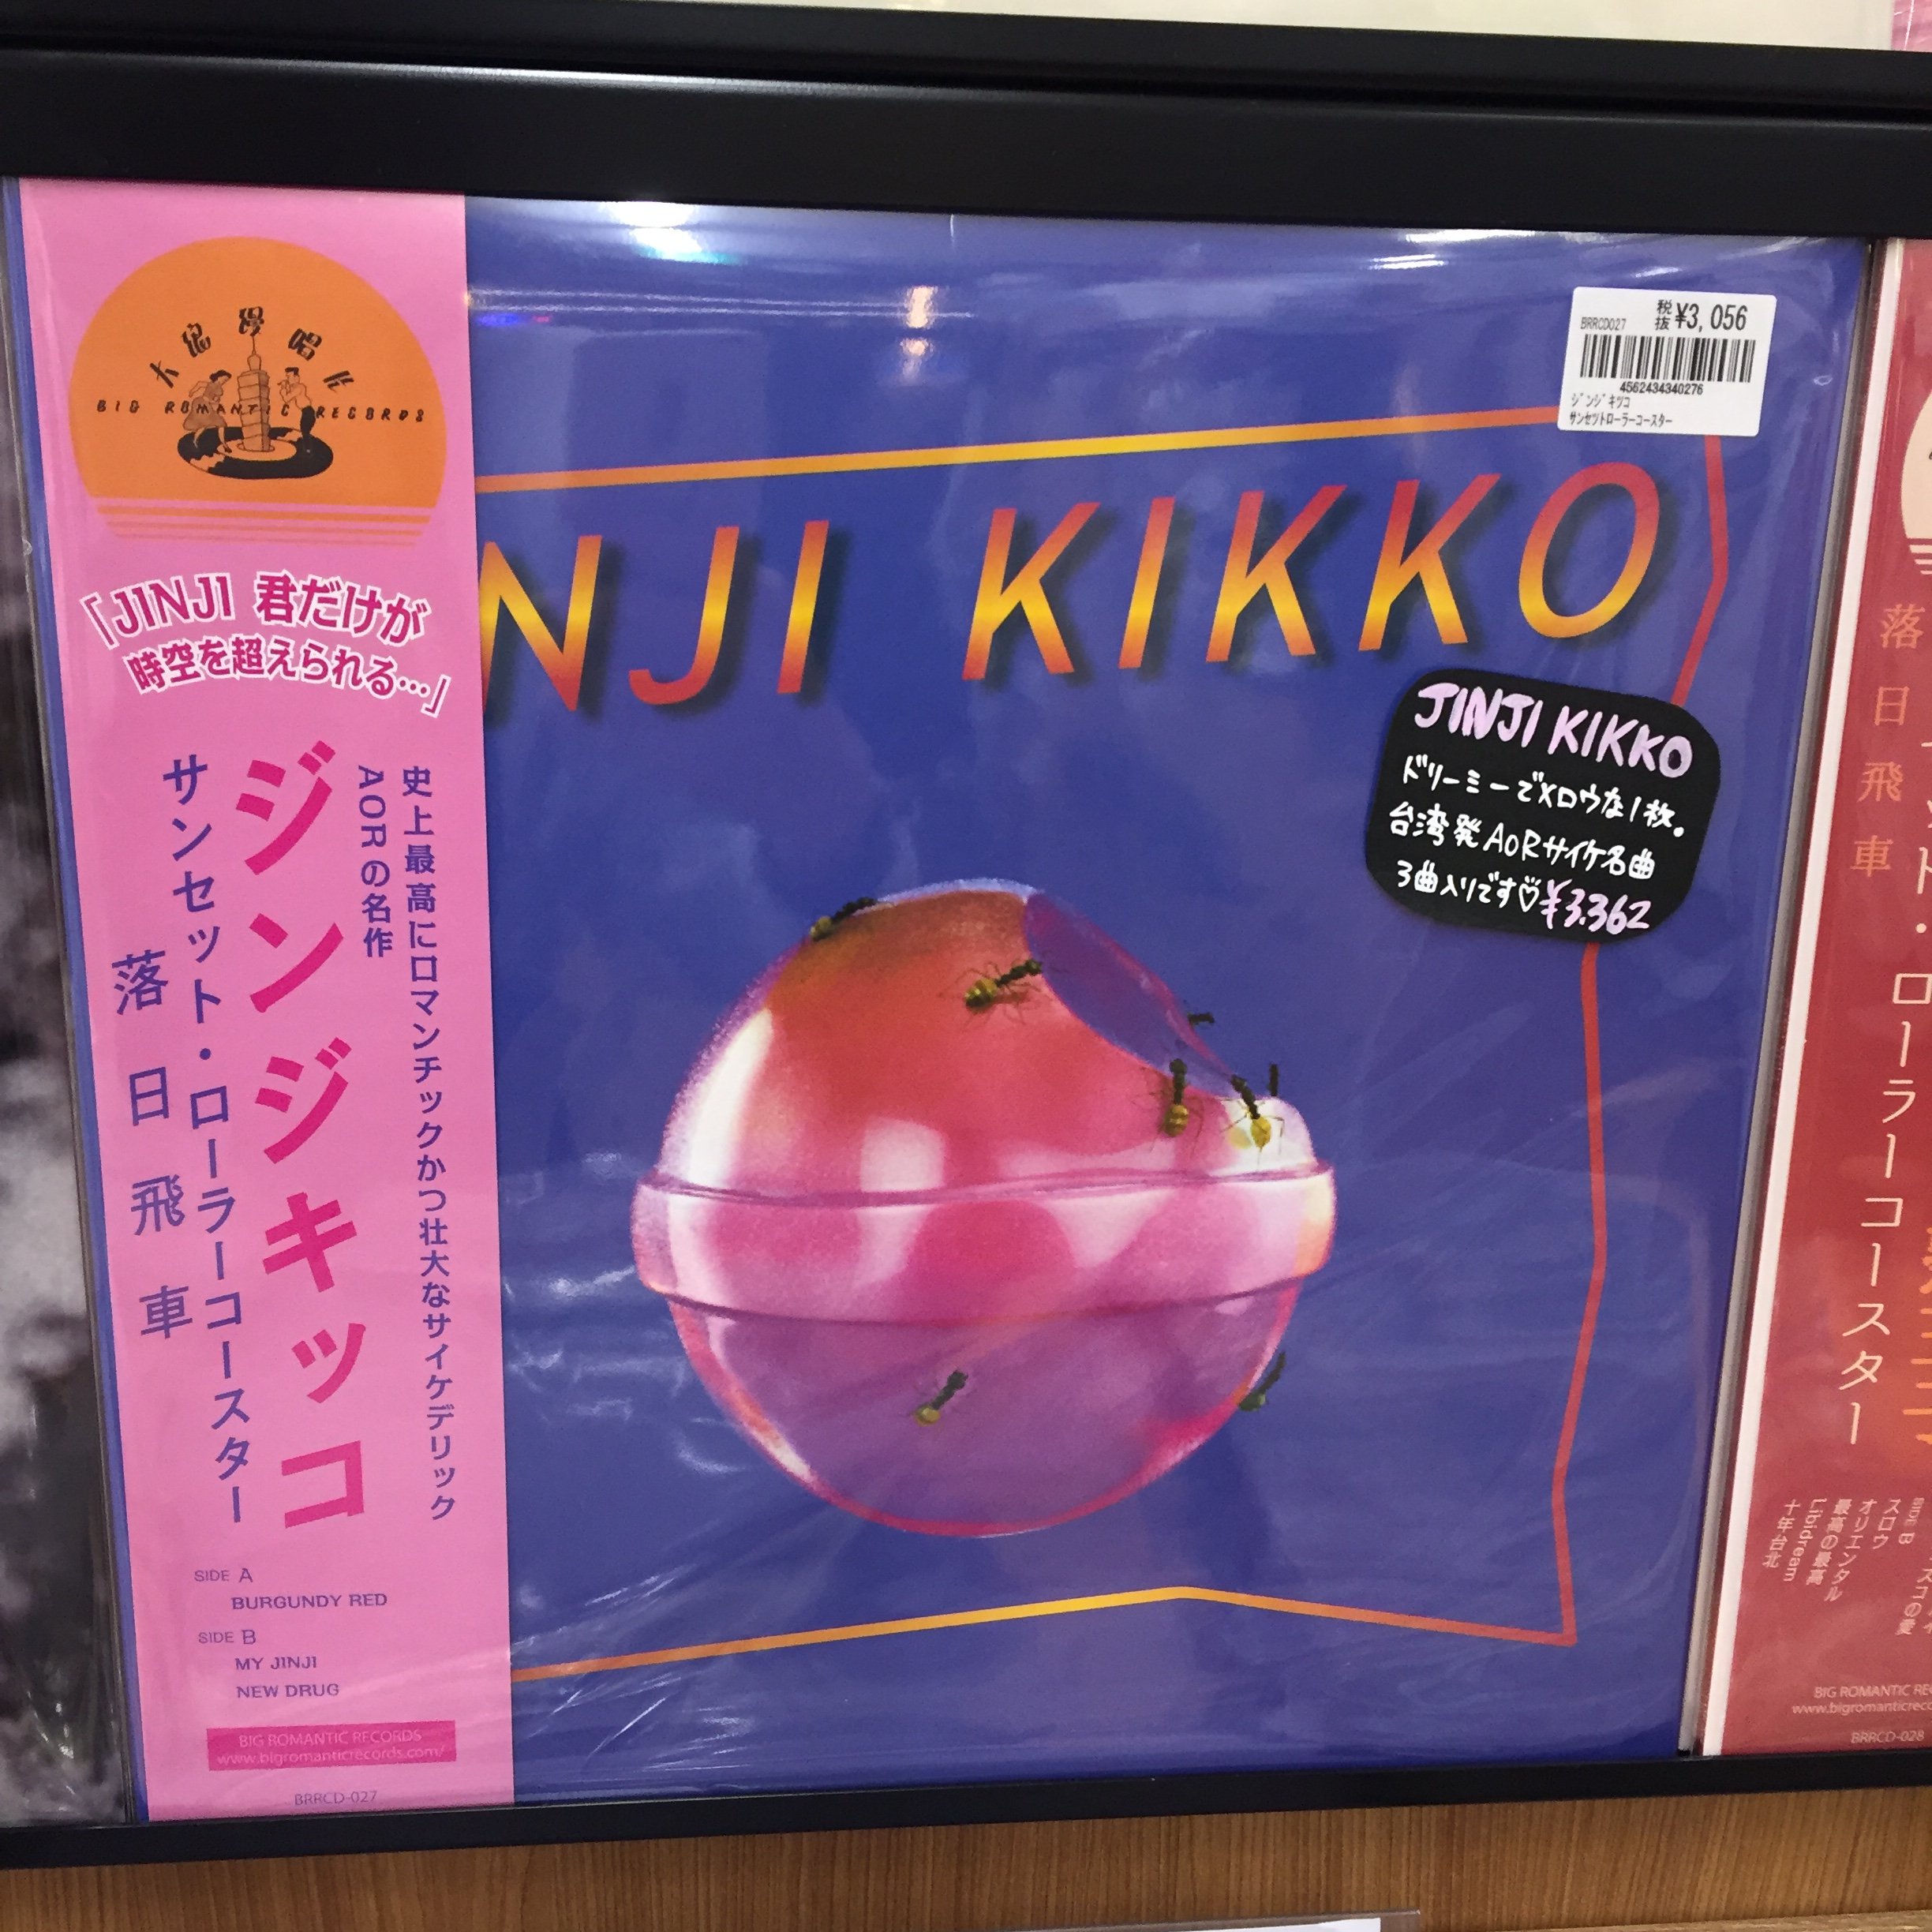 大浪漫唱片
BIG ROMANTIC RECORDS
「JINJI 君だけが
時空を超えられる…」
史上最高にロマンチックかつ壮大なサイケデリック
AORの名作
ジンジキッコ
サンセット・ローラーコースター
落日飛車
SIDE A
BURGUNDY RED
SIDE B
MY JINJI
NEW DRUG
BIG ROMANTIC RECORDS
www.bigromanticrecords.com/
BRRCD-027
NJI KIKKO
税抜 ¥3,056
BRRCD027
4562434340276
ジンジキツコ
サンセツトローラーコースター
JINJI KIKKO
ドリーミーでメロウな1枚。
台湾発AORサイケ名曲
3曲入りです♡¥3.362
落日飛車
ト・ローラーコースター
SIDE B
スロウ
オリエンタル
最高の最高
Libidream
十年台北
BIG ROMANTIC REC
www.bigromanticreco
BRRCD-028